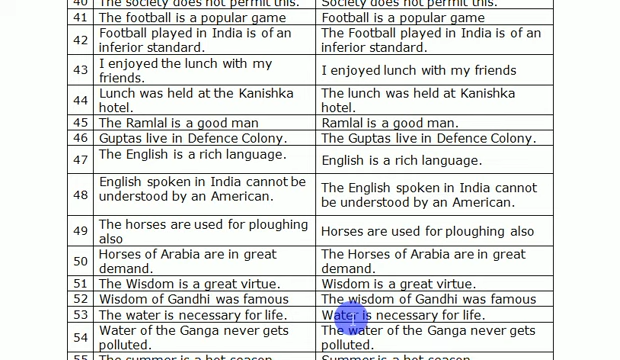 40 The society does not permit this. Society does not permit this.
41 The football is a popular game Football is a popular game
42 Football played in India is of an The Football played in India is of an
inferior standard. inferior standard.
43 I enjoyed the lunch with my I enjoyed lunch with my friends
friends.
44 Lunch was held at the Kanishka The lunch was held at Kanishka
hotel. hotel.
45 The Ramlal is a good man Ramlal is a good man.
46 Guptas live in Defence Colony. The Guptas live in Defence Colony.
47 The English is a rich language. English is a rich language.
48 English spoken in India cannot be The English spoken in India cannot
understood by an American. be understood by an American.
49 The horses are used for ploughing Horses are used for ploughing also
also
50 Horses of Arabia are in great The Horses of Arabia are in great
demand. demand.
51 The Wisdom is a great virtue. Wisdom is a great virtue.
52 Wisdom of Gandhi was famous The wisdom of Gandhi was famous
53 The water is necessary for life. Water is necessary for life.
54 Water of the Ganga never gets The water of the Ganga never gets
polluted. polluted.
55 The summer is a hot season Summer is a hot season